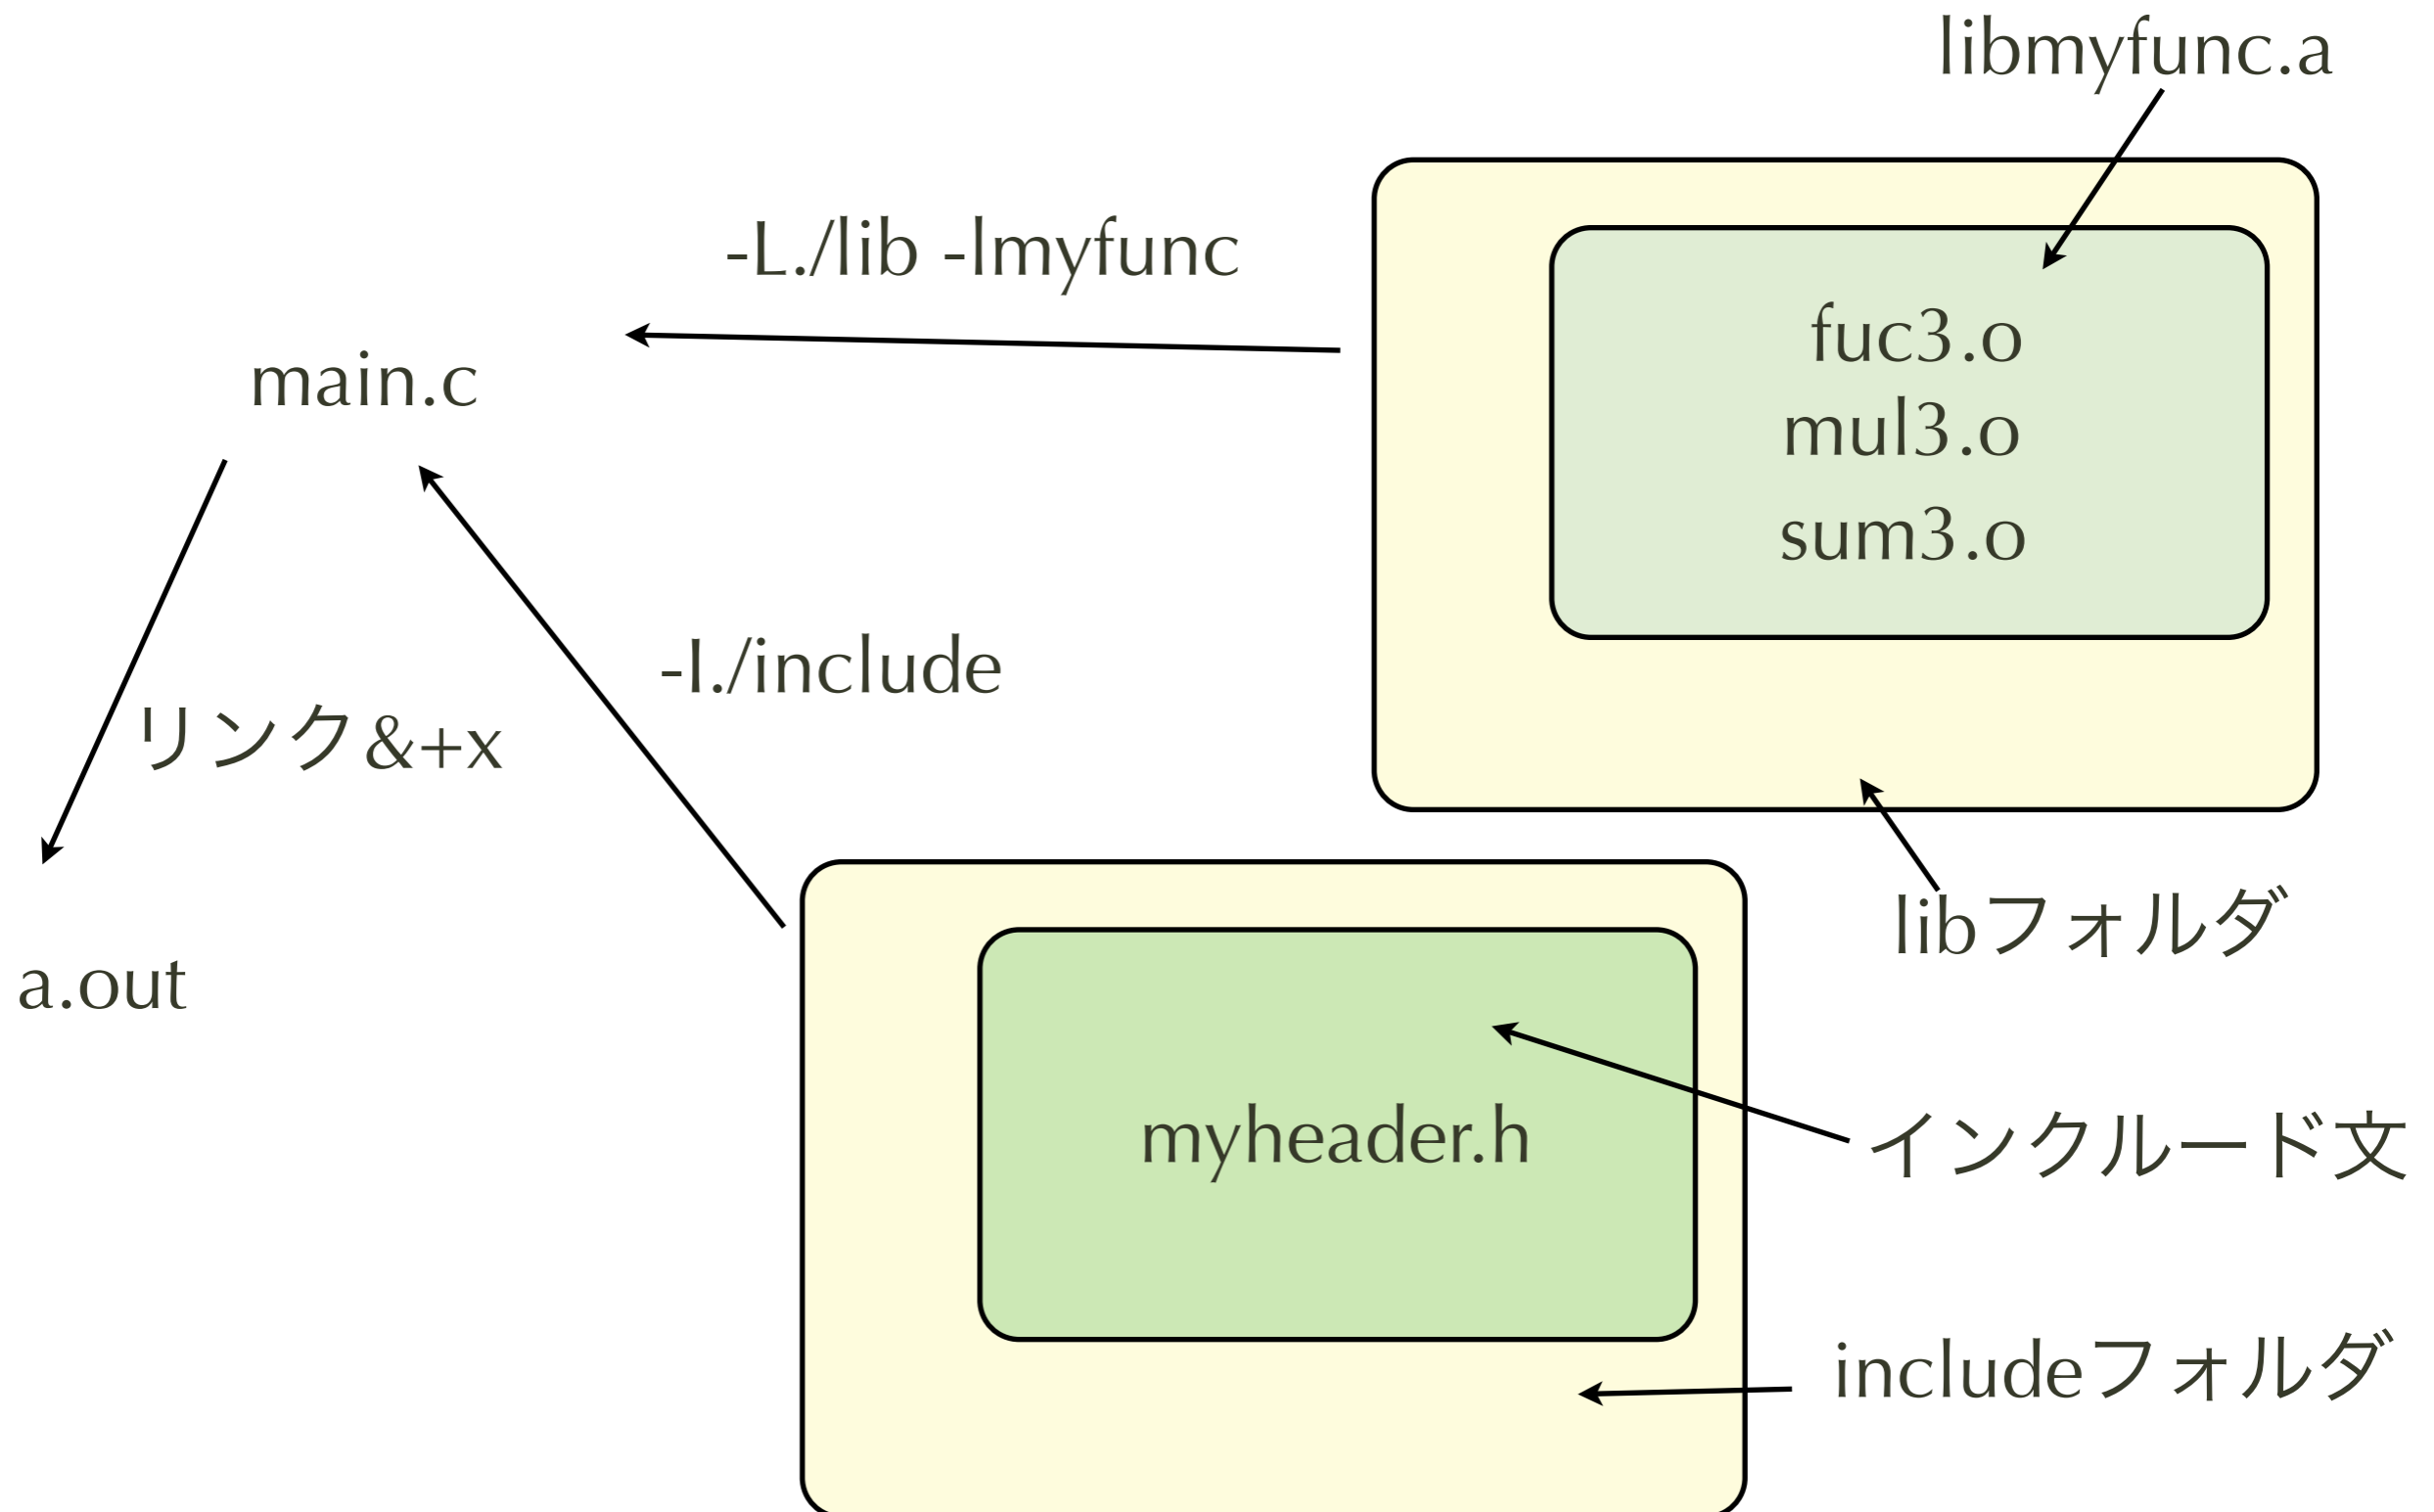 libmyfunc.a
-L./lib -lmyfunc
main.c
fuc3.o
mul3.o
sum3.o
-I./include
リンク&+x
libフォルダ
a.out
myheader.h
インクルード文
includeフォルダ